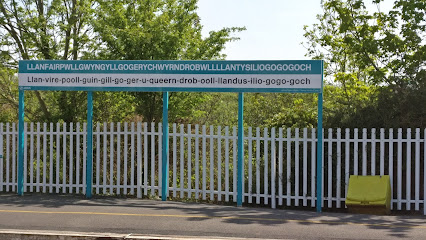 LLANFAIRPWLLGWYNGYLLGOGERYCHWYRNDROBWLLLLANTYSILIOGOGOGOCH
Llan-vire-pooll-guin-gill-go-ger-u-queern-drob-ooll-llandus-ilio-gogo-goch